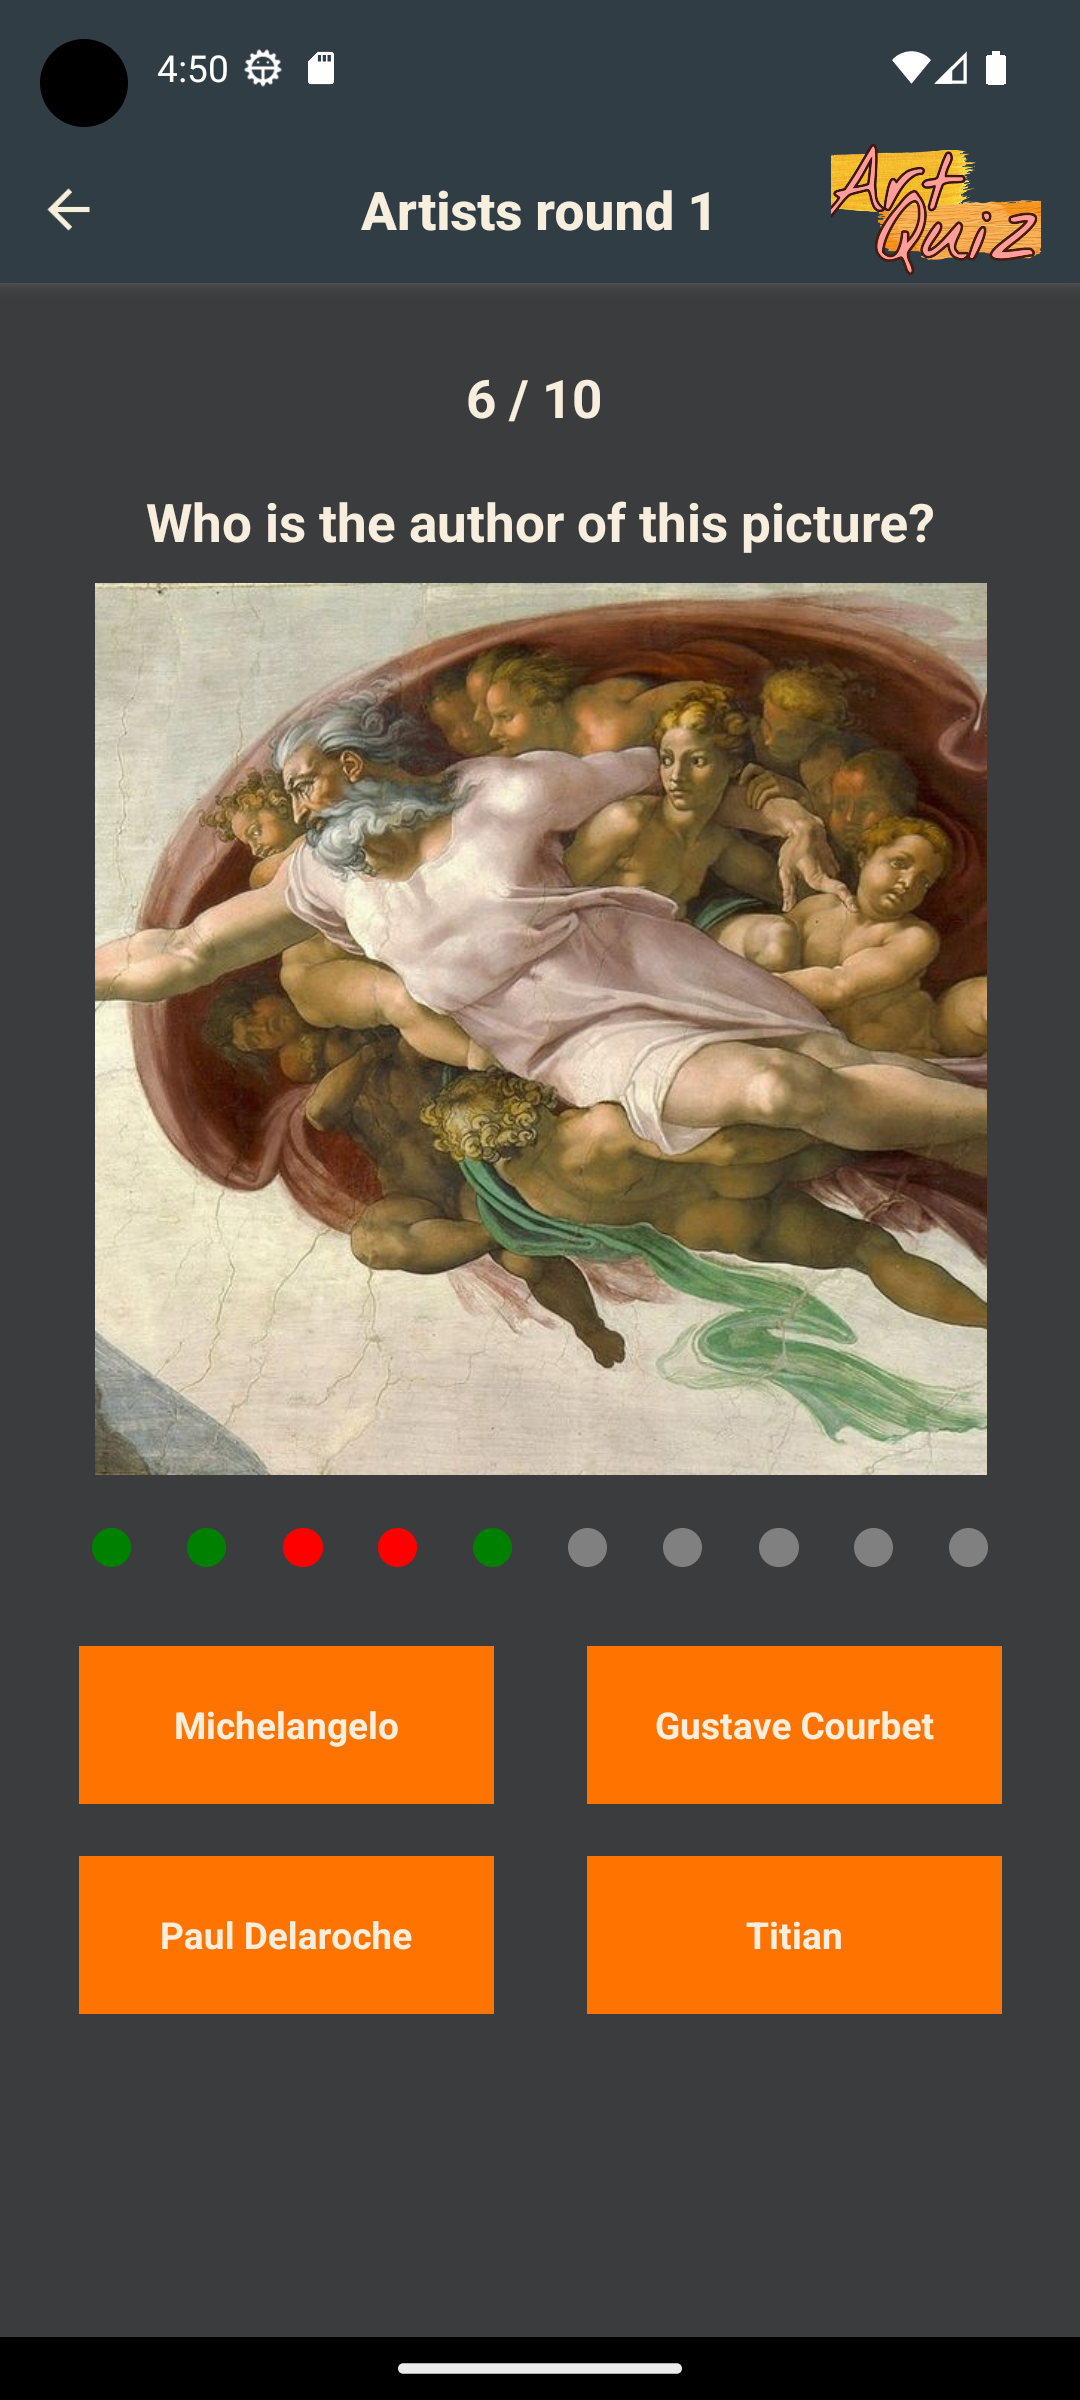 4:50
Artists round 1
Art
Quiz
6 / 10
Who is the author of this picture?
Michelangelo
Gustave Courbet
Paul Delaroche
Titian